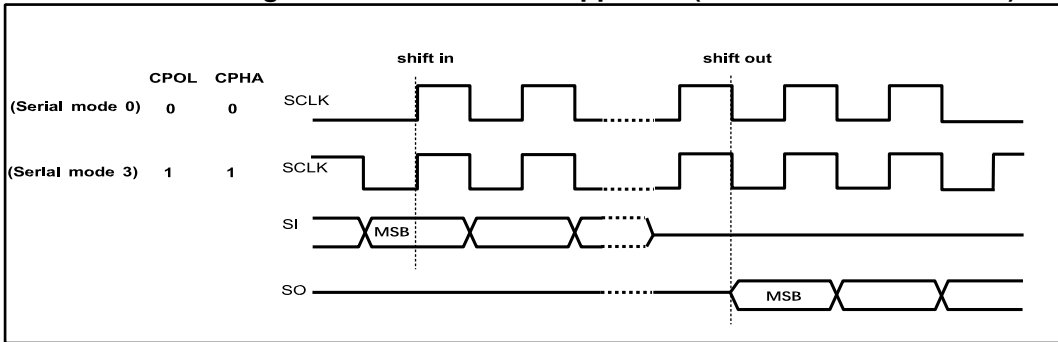 shift in shift out
CPOL CPHA
(Serial mode 0) 0 0 SCLK
(Serial mode 3) 1 1 SCLK
SI MSB
SO MSB